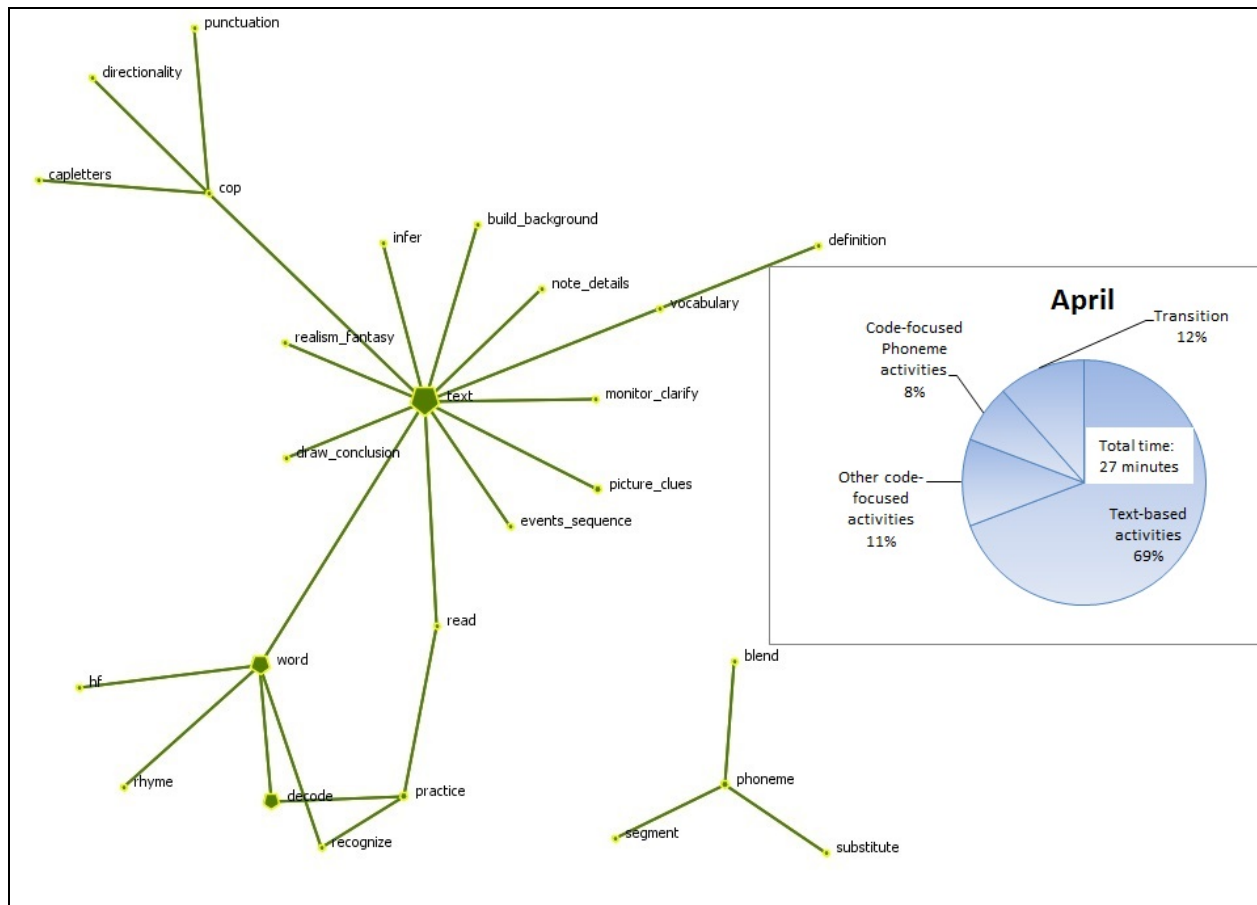 punctuation
directionality
capletters
cop
build_background
infer
definition
note_details
vocabulary
realism_fantasy
text
monitor_clarify
draw_conclusion
picture_clues
events_sequence
read
word
hf
rhyme
decode
practice
recognize
blend
phoneme
segment
substitute
April
Transition
12%
Code-focused
Phoneme
activities
8%
Total time:
27 minutes
Other code-
focused
activities
11%
Text-based
activities
69%